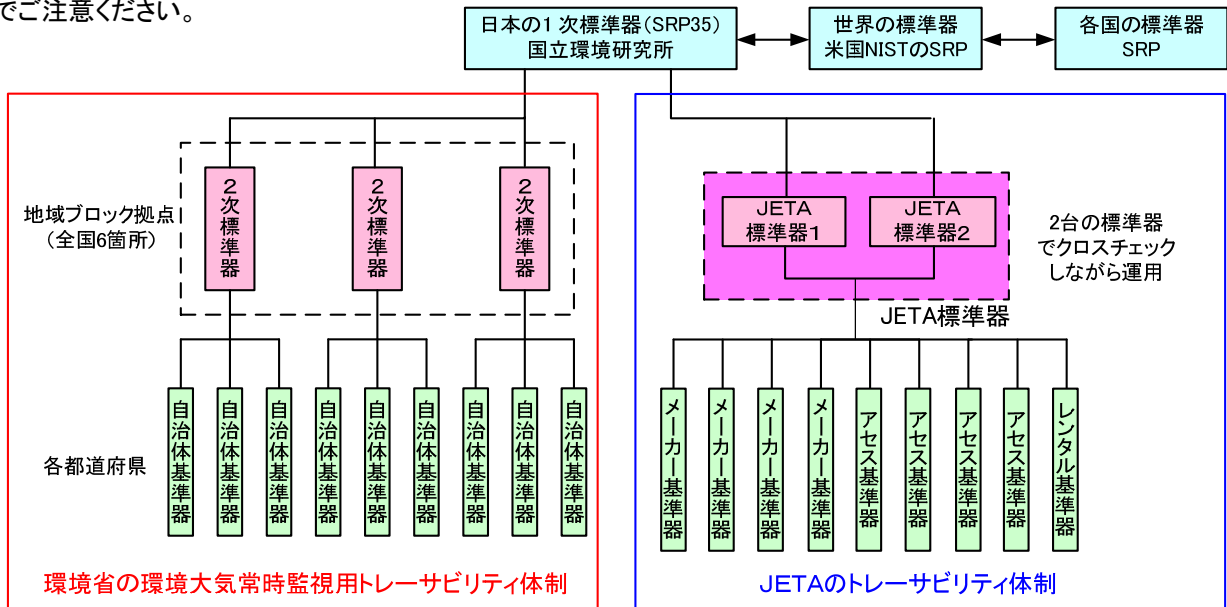 でご注意ください。
日本の1次標準器(SRP35)
国立環境研究所
世界の標準器
米国NISTのSRP
各国の標準器
SRP
地域ブロック拠点
(全国6箇所)
2次標準器
2次標準器
2次標準器
JETA
標準器1
JETA
標準器2
2台の標準器
でクロスチェック
しながら運用
JETA標準器
各都道府県
自治体基準器
自治体基準器
自治体基準器
自治体基準器
自治体基準器
自治体基準器
自治体基準器
自治体基準器
自治体基準器
メーカー基準器
メーカー基準器
メーカー基準器
メーカー基準器
アセス基準器
アセス基準器
アセス基準器
アセス基準器
レンタル基準器
環境省の環境大気常時監視用トレーサビリティ体制
JETAのトレーサビリティ体制